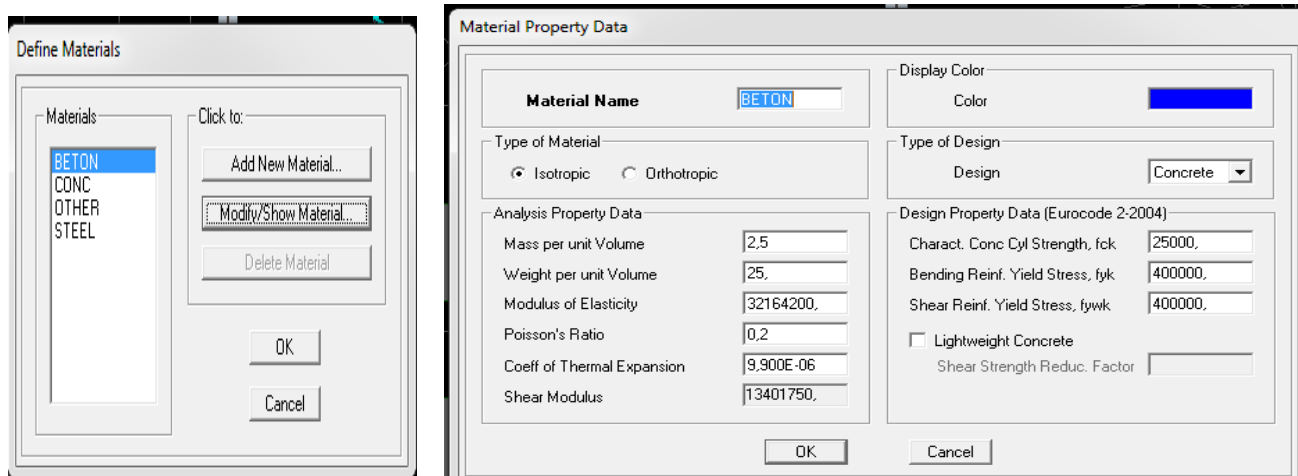 Define Materials
Materials
BETON
CONC
OTHER
STEEL
Click to:
Add New Material...
Modify/Show Material...
Delete Material
OK
Cancel
Material Property Data
Material Name
BETON
Display Color
Color
Type of Material
Isotropic
Orthotropic
Type of Design
Design
Concrete
Analysis Property Data
Mass per unit Volume
2,5
Weight per unit Volume
25,
Modulus of Elasticity
32164200,
Poisson's Ratio
0,2
Coeff of Thermal Expansion
9,900E-06
Shear Modulus
13401750,
Design Property Data (Eurocode 2-2004)
Charact. Conc Cyl Strength, fck
25000,
Bending Reinf. Yield Stress, fyk
400000,
Shear Reinf. Yield Stress, fywk
400000,
Lightweight Concrete
Shear Strength Reduc. Factor
OK
Cancel